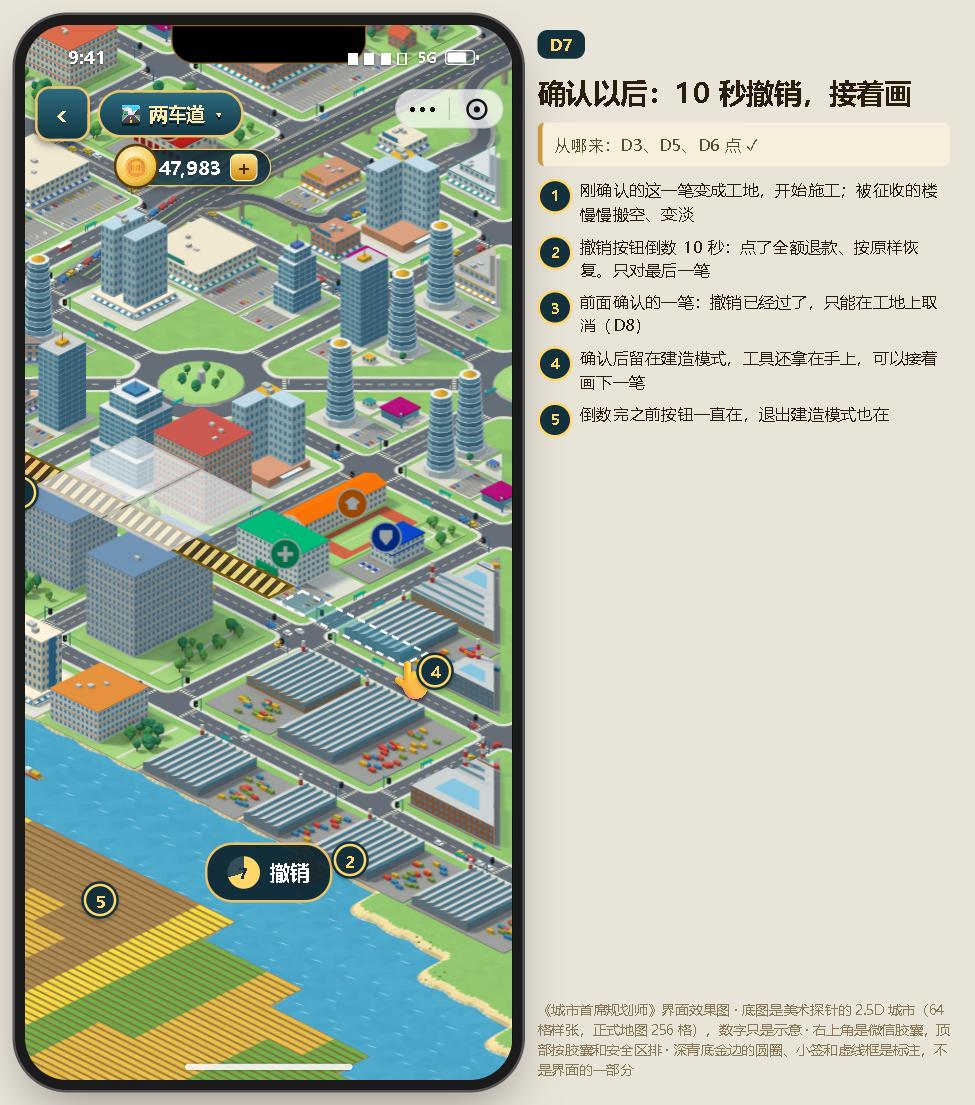 9:41
5G
‹
两车道
•••
47,983
+
4
7
撤销
2
5
D7
确认以后：10 秒撤销，接着画
从哪来：D3、D5、D6 点 ✓
1
刚确认的这一笔变成工地，开始施工；被征收的楼
慢慢搬空、变淡
2
撤销按钮倒数 10 秒：点了全额退款、按原样恢
复。只对最后一笔
3
前面确认的一笔：撤销已经过了，只能在工地上取
消（D8）
4
确认后留在建造模式，工具还拿在手上，可以接着
画下一笔
5
倒数完之前按钮一直在，退出建造模式也在
《城市首席规划师》界面效果图 · 底图是美术探针的 2.5D 城市（64
格样张，正式地图 256 格），数字只是示意 · 右上角是微信胶囊，顶
部按胶囊和安全区排 · 深青底金边的圆圈、小签和虚线框是标注，不
是界面的一部分